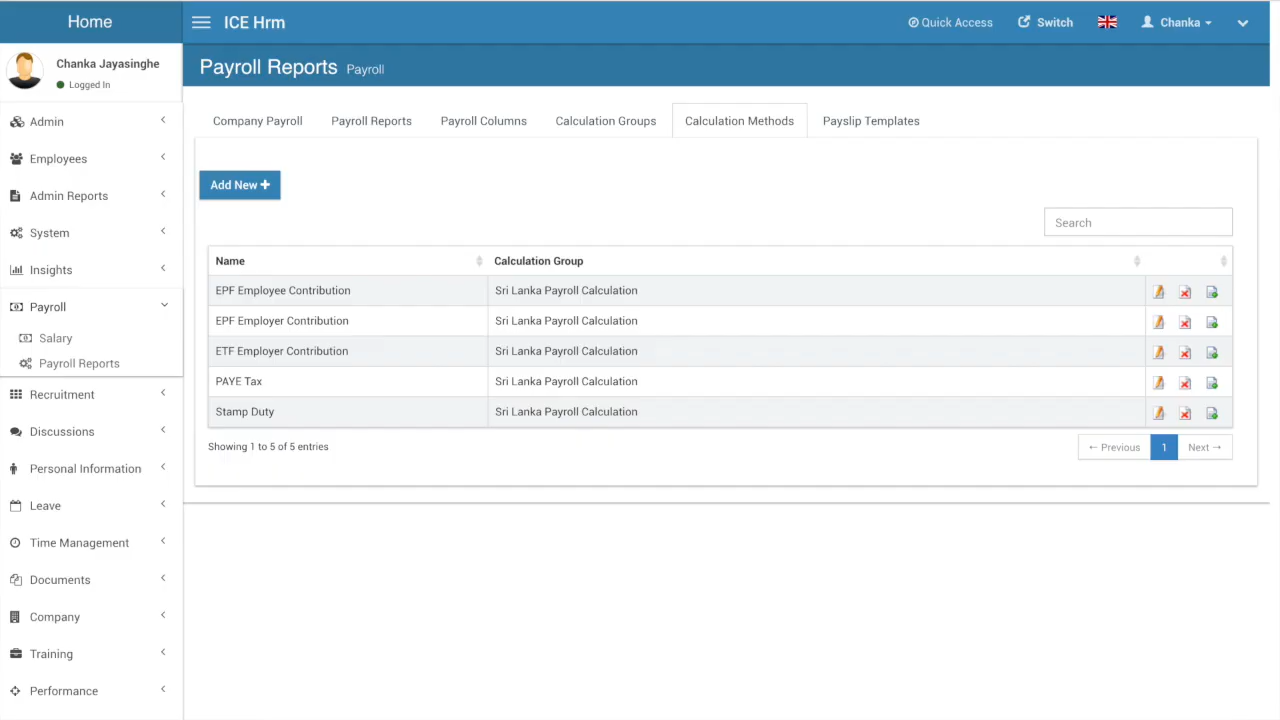 Home
ICE Hrm
Quick Access
Switch
Chanka
Chanka Jayasinghe
Logged In
Payroll Reports Payroll
Admin
Employees
Admin Reports
System
Insights
Payroll
Salary
Payroll Reports
Recruitment
Discussions
Personal Information
Leave
Time Management
Documents
Company
Training
Performance
Company Payroll
Payroll Reports
Payroll Columns
Calculation Groups
Calculation Methods
Payslip Templates
Add New
Search
Name Calculation Group
EPF Employee Contribution Sri Lanka Payroll Calculation
EPF Employer Contribution Sri Lanka Payroll Calculation
ETF Employer Contribution Sri Lanka Payroll Calculation
PAYE Tax Sri Lanka Payroll Calculation
Stamp Duty Sri Lanka Payroll Calculation
Showing 1 to 5 of 5 entries
← Previous 1 Next →